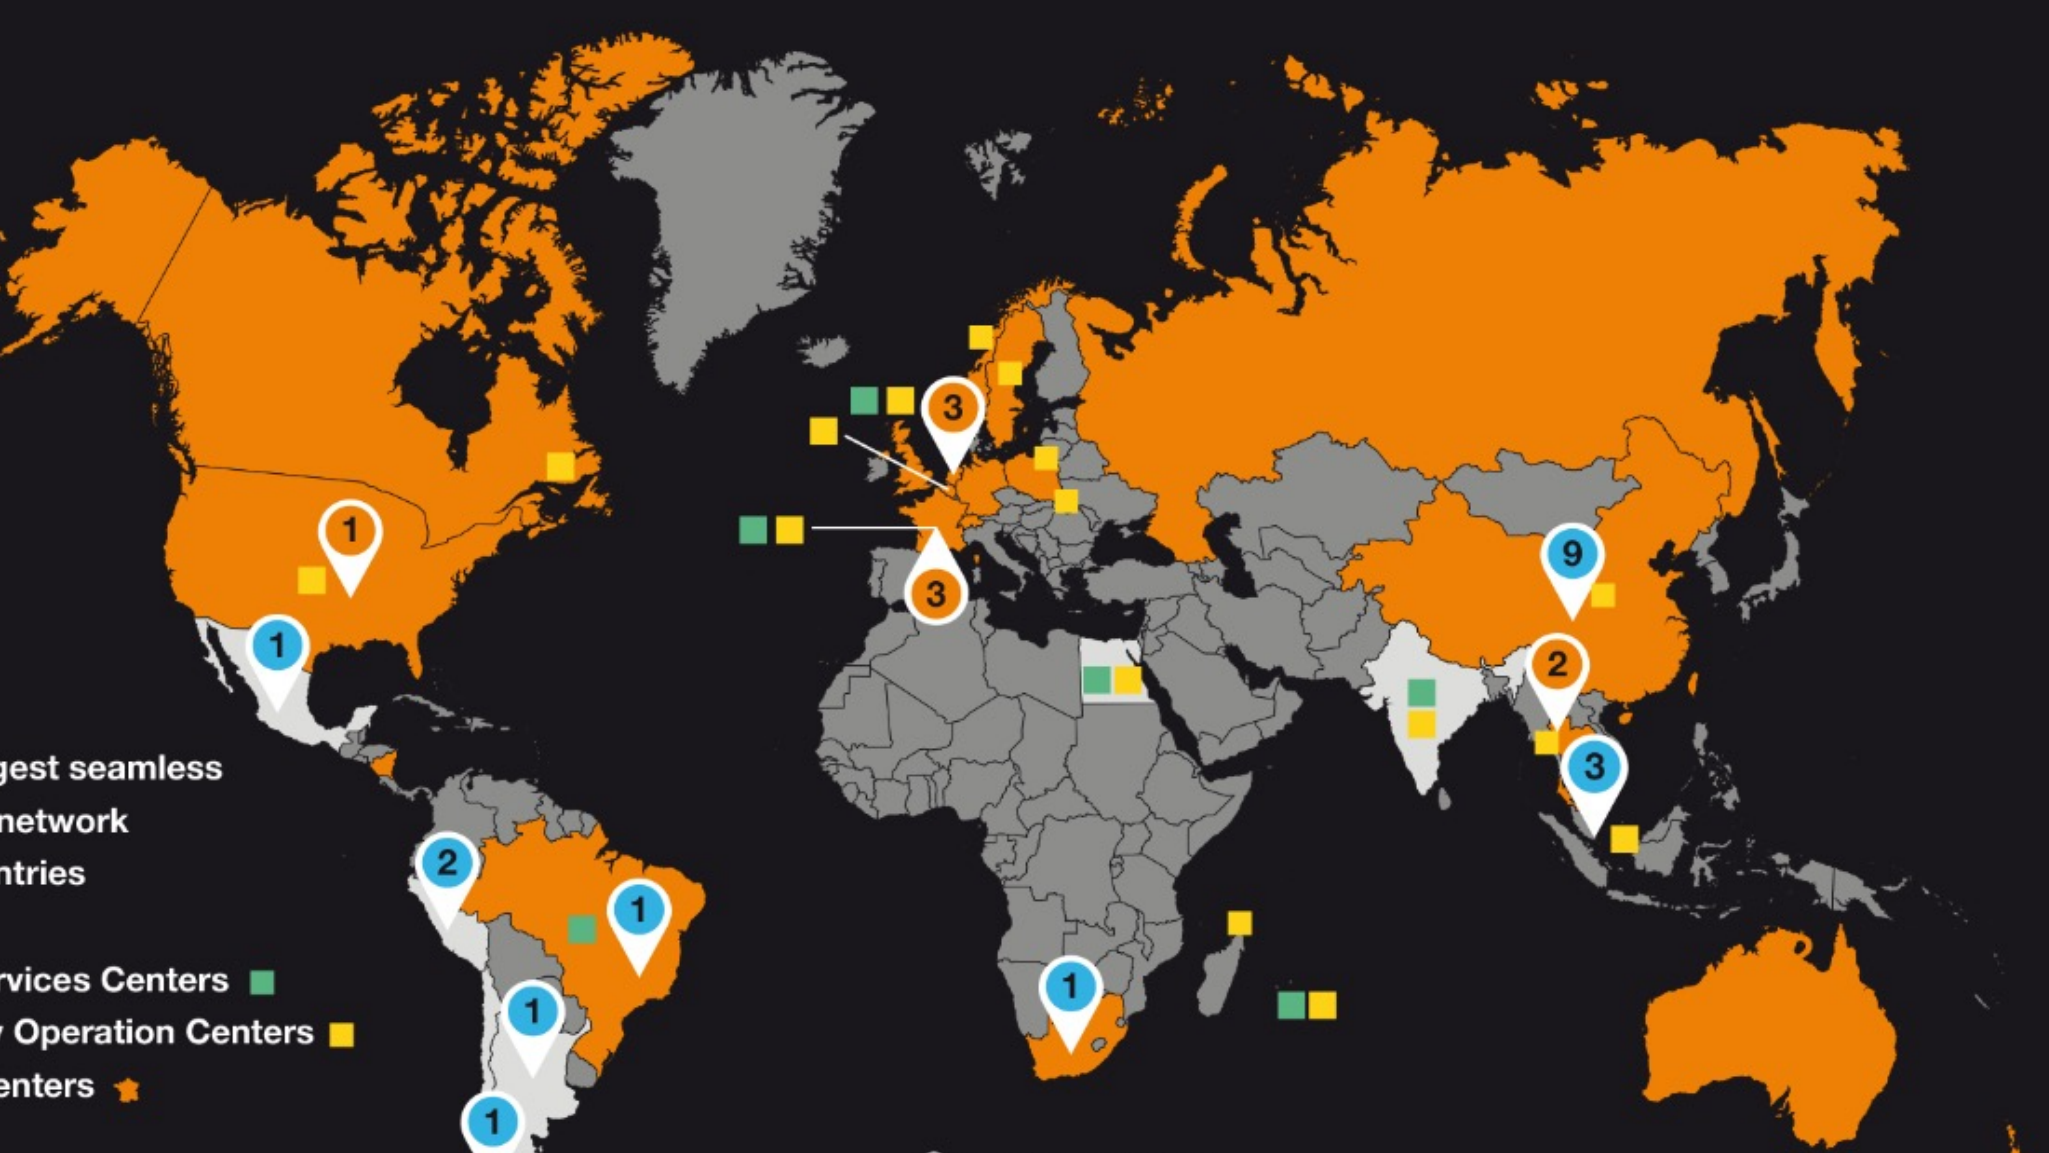 3
3
1
9
1
2
3
gest seamless
network
ntries
2
1
1
rvices Centers
1
y Operation Centers
enters
1